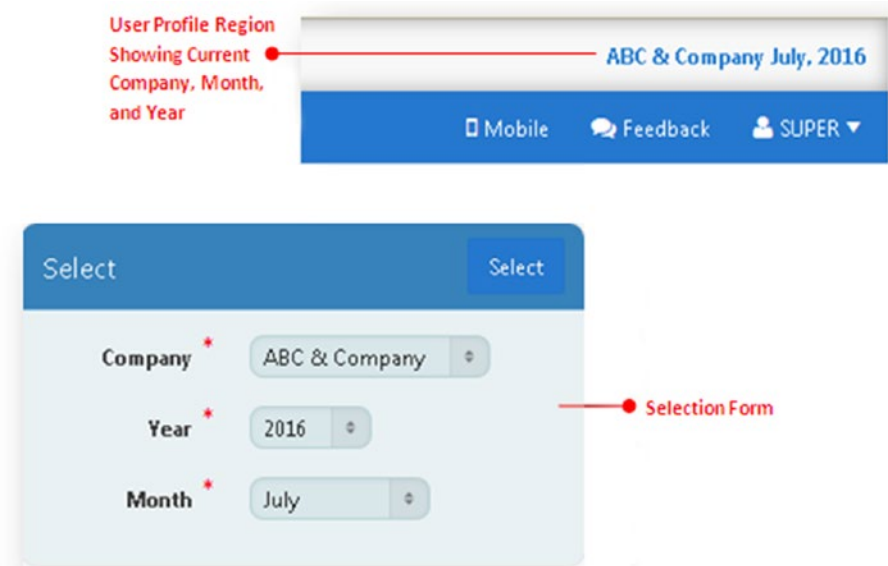 User Profile Region
Showing Current
Company, Month,
and Year
ABC & Company July, 2016
Mobile Feedback SUPER
Select Select
Company * ABC & Company
Year * 2016
Month * July
Selection Form